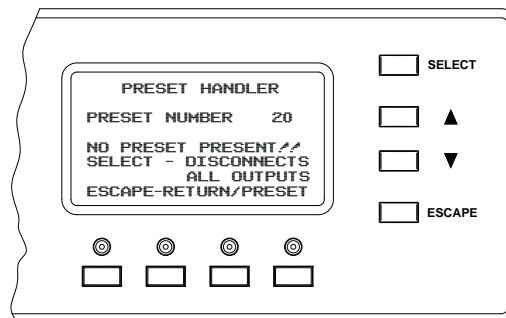 PRESET HANDLER
PRESET NUMBER 20
NO PRESET PRESENT!!
SELECT - DISCONNECTS
ALL OUTPUTS
ESCAPE-RETURN/PRESET
SELECT
▲
▼
ESCAPE